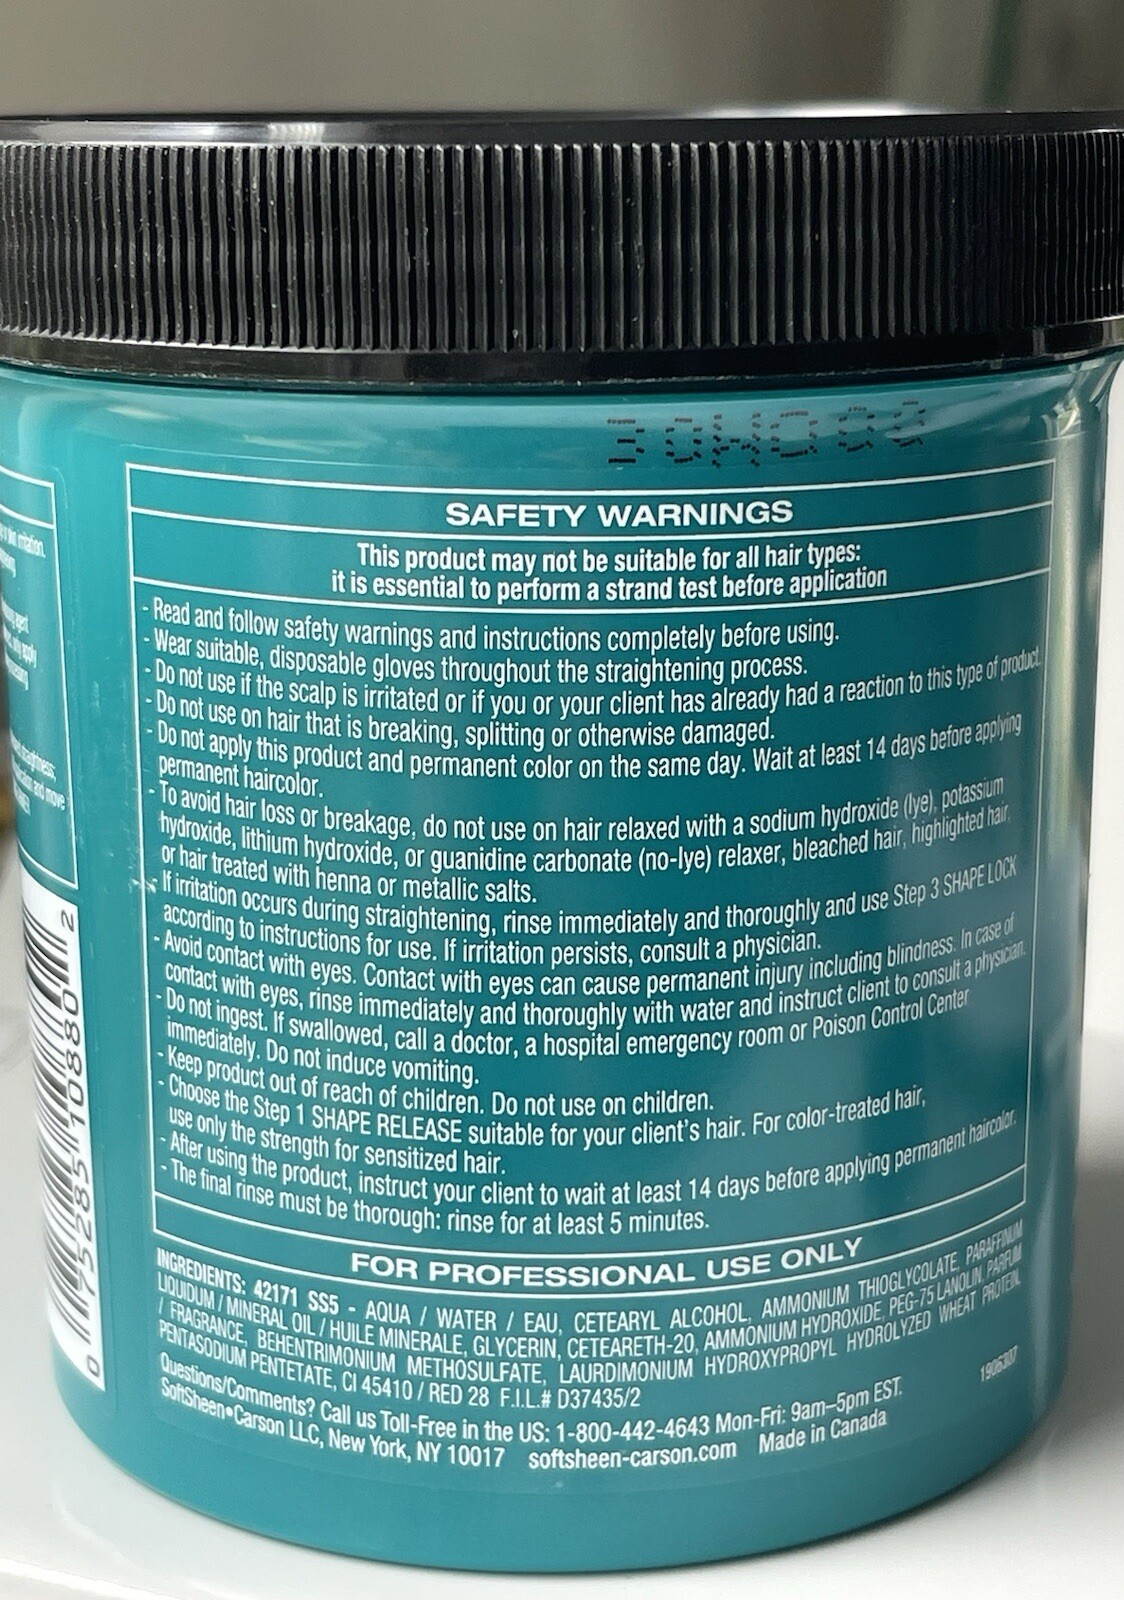 30W000
SAFETY WARNINGS
This product may not be suitable for all hair types:
it is essential to perform a strand test before application
- Read and follow safety warnings and instructions completely before using.
- Wear suitable, disposable gloves throughout the straightening process.
- Do not use if the scalp is irritated or if you or your client has already had a reaction to this type of product.
- Do not use on hair that is breaking, splitting or otherwise damaged.
- Do not apply this product and permanent color on the same day. Wait at least 14 days before applying
permanent haircolor.
- To avoid hair loss or breakage, do not use on hair relaxed with a sodium hydroxide (lye), potassium
hydroxide, lithium hydroxide, or guanidine carbonate (no-lye) relaxer, bleached hair, highlighted hair,
or hair treated with henna or metallic salts.
- If irritation occurs during straightening, rinse immediately and thoroughly and use Step 3 SHAPE LOCK
according to instructions for use. If irritation persists, consult a physician.
- Avoid contact with eyes. Contact with eyes can cause permanent injury including blindness. In case of
contact with eyes, rinse immediately and thoroughly with water and instruct client to consult a physician.
- Do not ingest. If swallowed, call a doctor, a hospital emergency room or Poison Control Center
immediately. Do not induce vomiting.
- Keep product out of reach of children. Do not use on children.
- Choose the Step 1 SHAPE RELEASE suitable for your client's hair. For color-treated hair,
use only the strength for sensitized hair.
- After using the product, instruct your client to wait at least 14 days before applying permanent haircolor.
- The final rinse must be thorough: rinse for at least 5 minutes.
FOR PROFESSIONAL USE ONLY
INGREDIENTS: 42171 SS5 - AQUA / WATER / EAU, CETEARYL ALCOHOL, AMMONIUM THIOGLYCOLATE, PARAFFINUM
LIQUIDUM / MINERAL OIL / HUILE MINERALE, GLYCERIN, CETEARETH-20, AMMONIUM HYDROXIDE, PEG-75 LANOLIN, PARFUM
/ FRAGRANCE, BEHENTRIMONIUM METHOSULFATE, LAURDIMONIUM HYDROXYPROPYL HYDROLYZED WHEAT PROTEIN,
PENTASODIUM PENTETATE, CI 45410 / RED 28 F.I.L.# D37435/2
1906307
Questions/Comments? Call us Toll-Free in the US: 1-800-442-4643 Mon-Fri: 9am–5pm EST.
SoftSheen•Carson LLC, New York, NY 10017 softsheen-carson.com Made in Canada
0 75285 10880 2